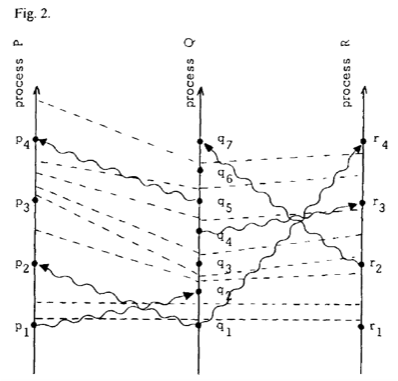 Fig. 2.
process P
process Q
process R
p4
q7
r4
q6
p3
q5
r3
q4
p2
q3
r2
q2
p1
q1
r1